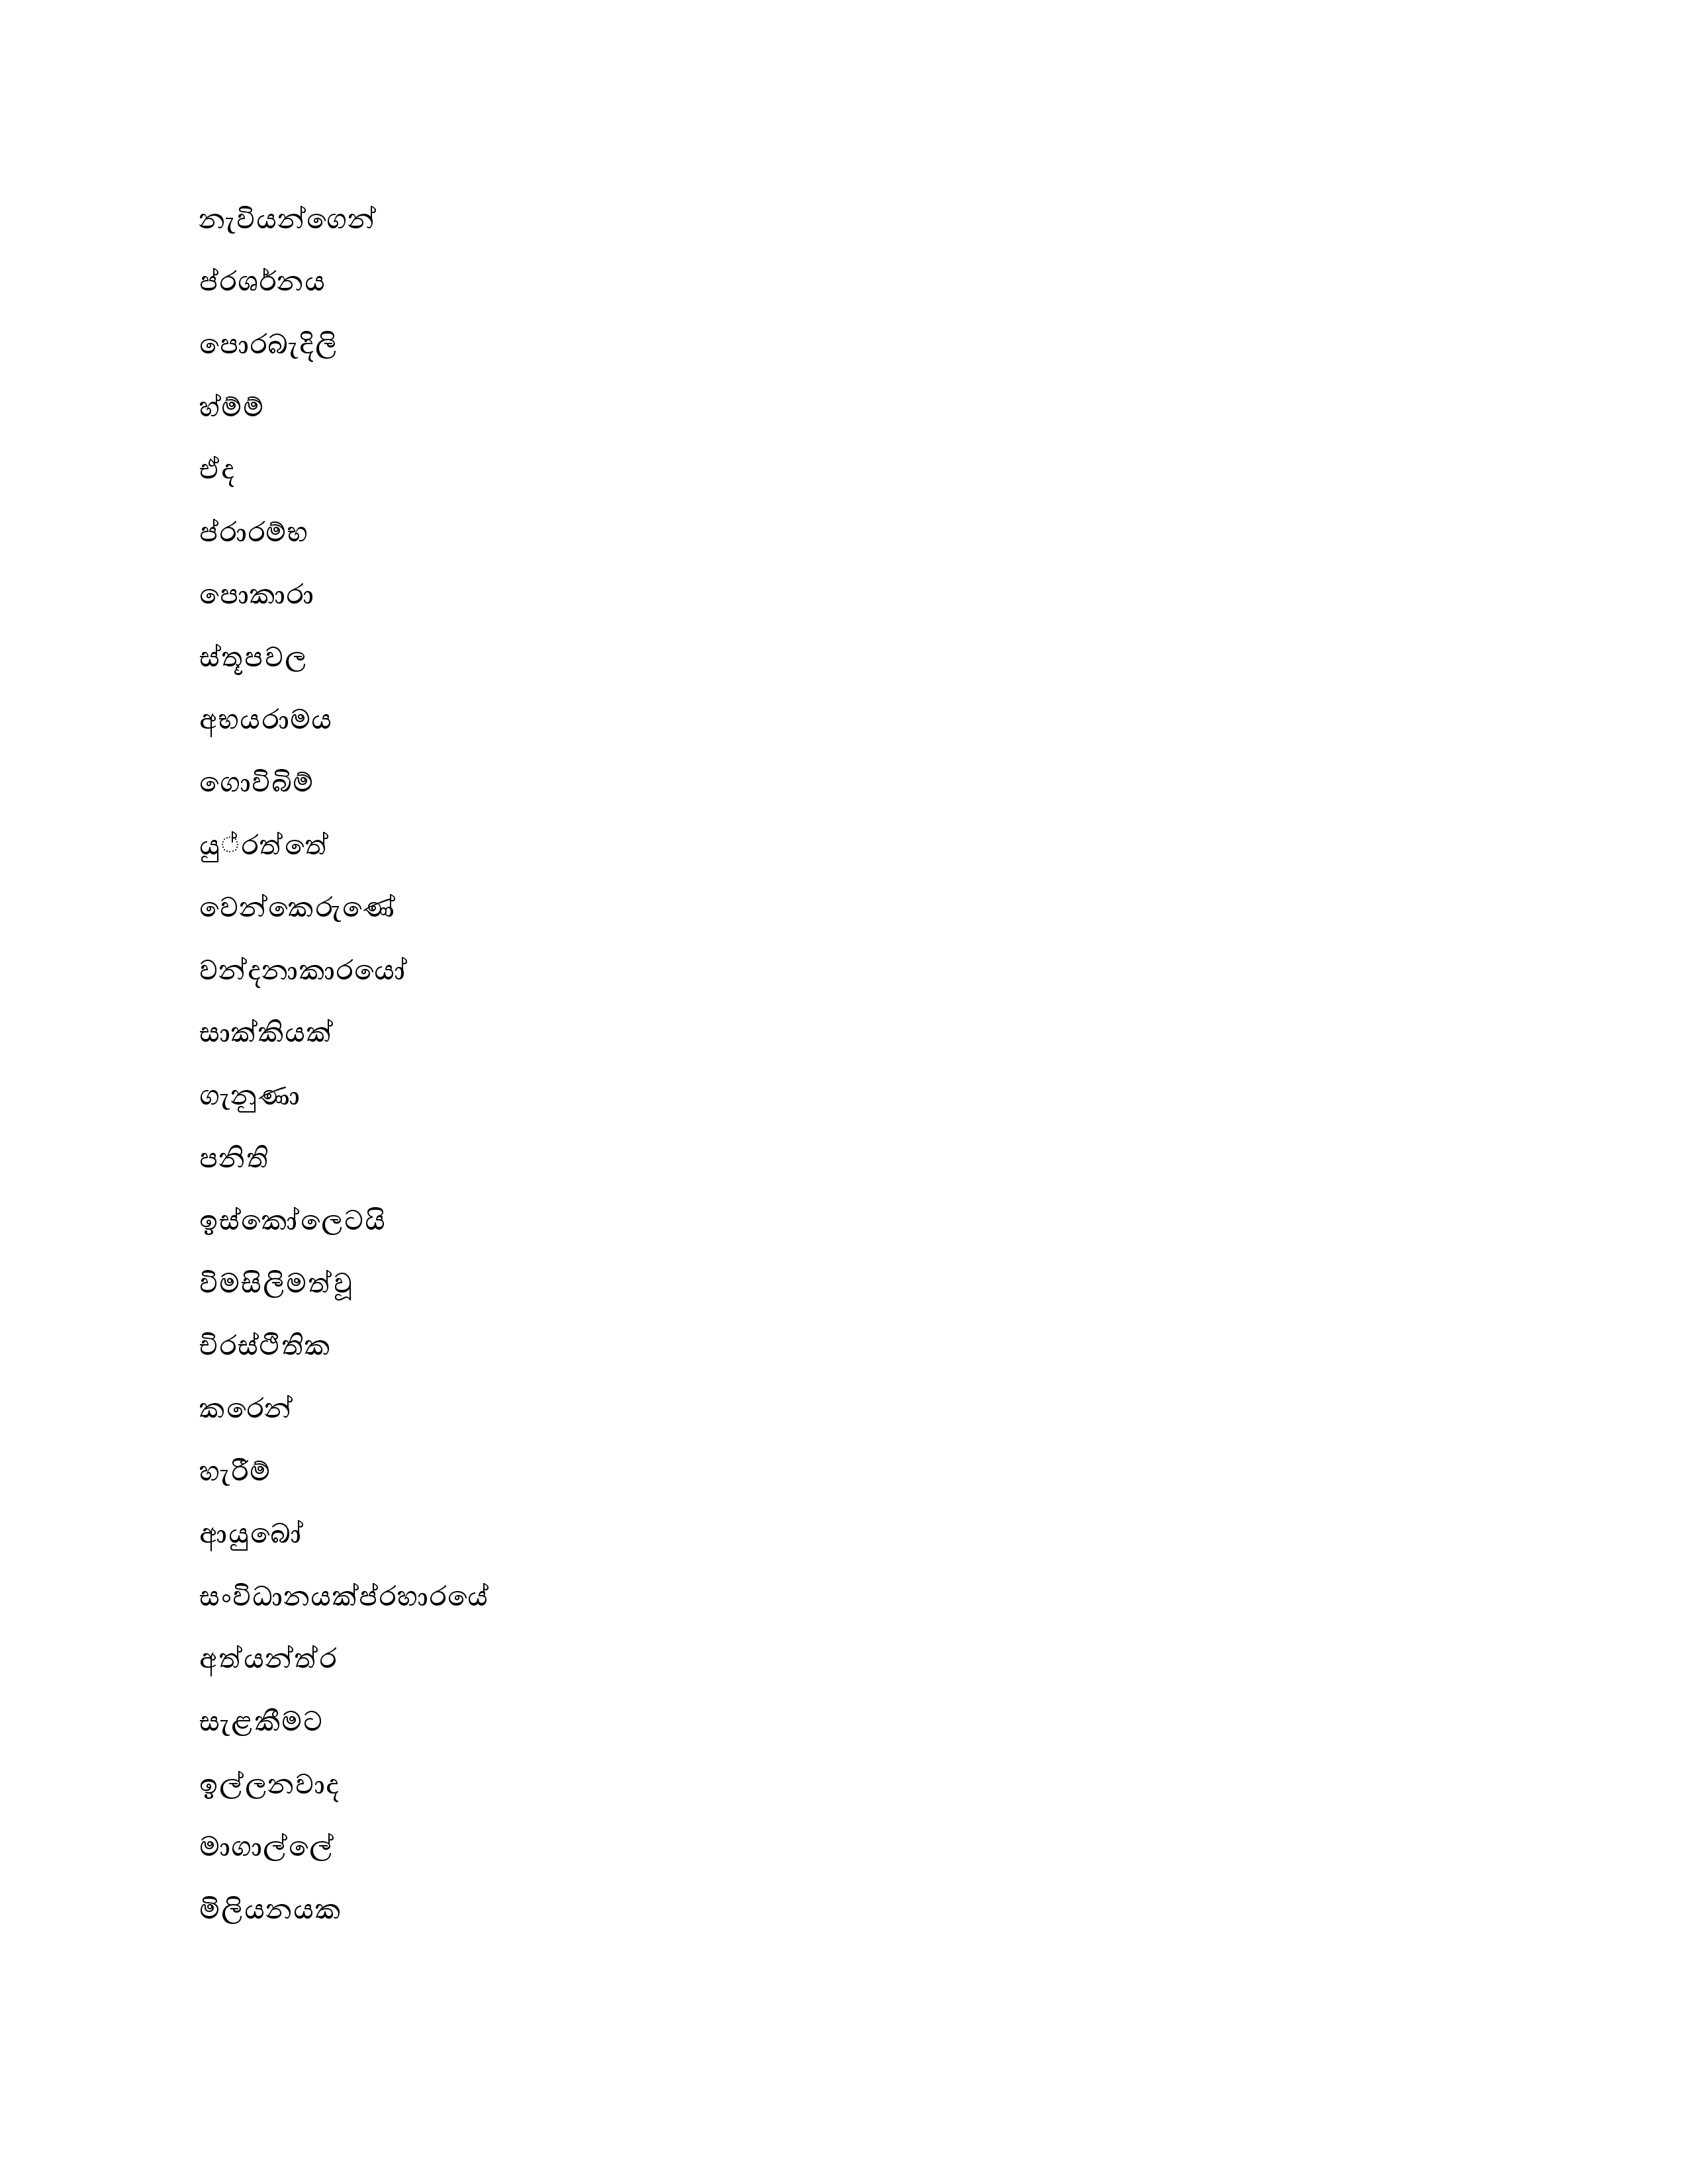 නැවියන්ගෙන්
ප්රශර්නය
පොරබැදිලි
හ්ම්ම්
ඒද
ප්රාරම්භ
පොකාරා
ස්තූපවල
අභයරාමය
ගොවිබිම්
යු්රත්තේ
වෙන්කෙරුණේ
වන්දනාකාරයෝ
සාක්කියක්
ගැනුණා
පනිති
ඉස්කෝලෙටයි
විමසිලිමත්වූ
චිරස්ථිතික
කරෙන්
හැරීම්
ආයුබෝ
සංවිධානයක්ප්රහාරයේ
අත්යන්ත්ර
සැළකීමට
ඉල්ලනවාද
මාගාල්ලේ
මිලියනයක